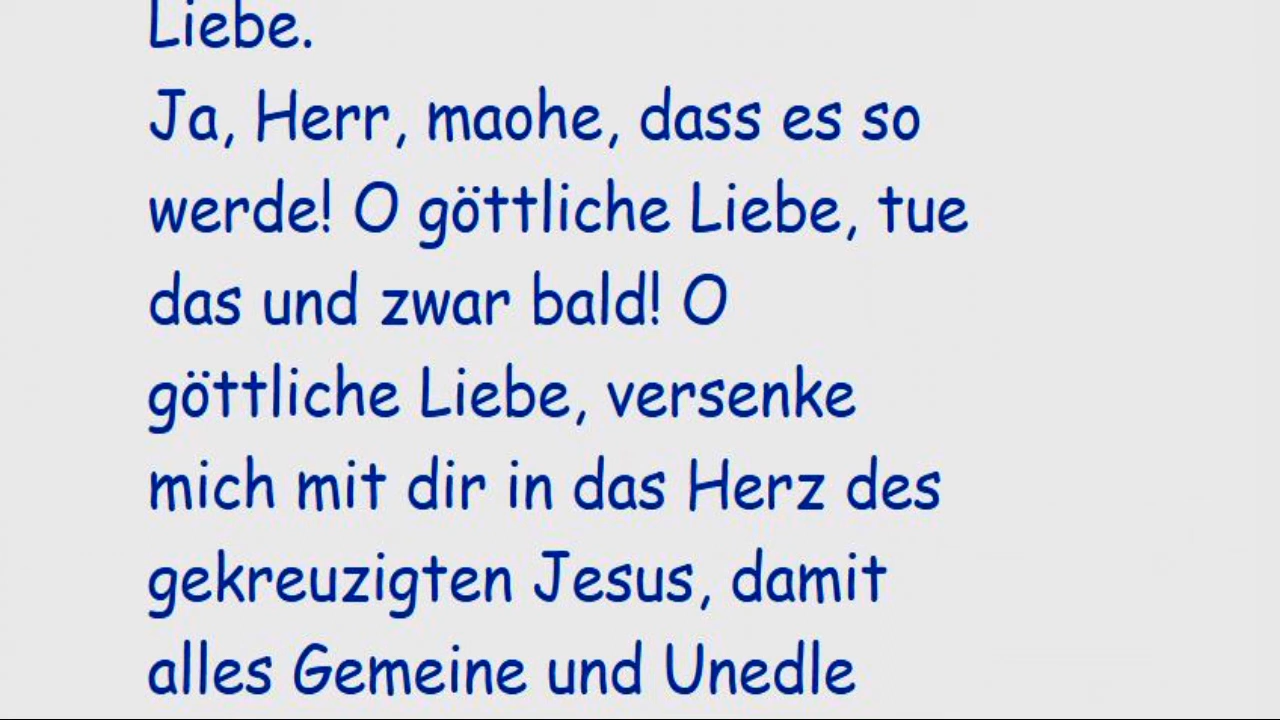 Liebe.
Ja, Herr, maohe, dass es so
werde! O göttliche Liebe, tue
das und zwar bald! O
göttliche Liebe, versenke
mich mit dir in das Herz des
gekreuzigten Jesus, damit
alles Gemeine und Unedle